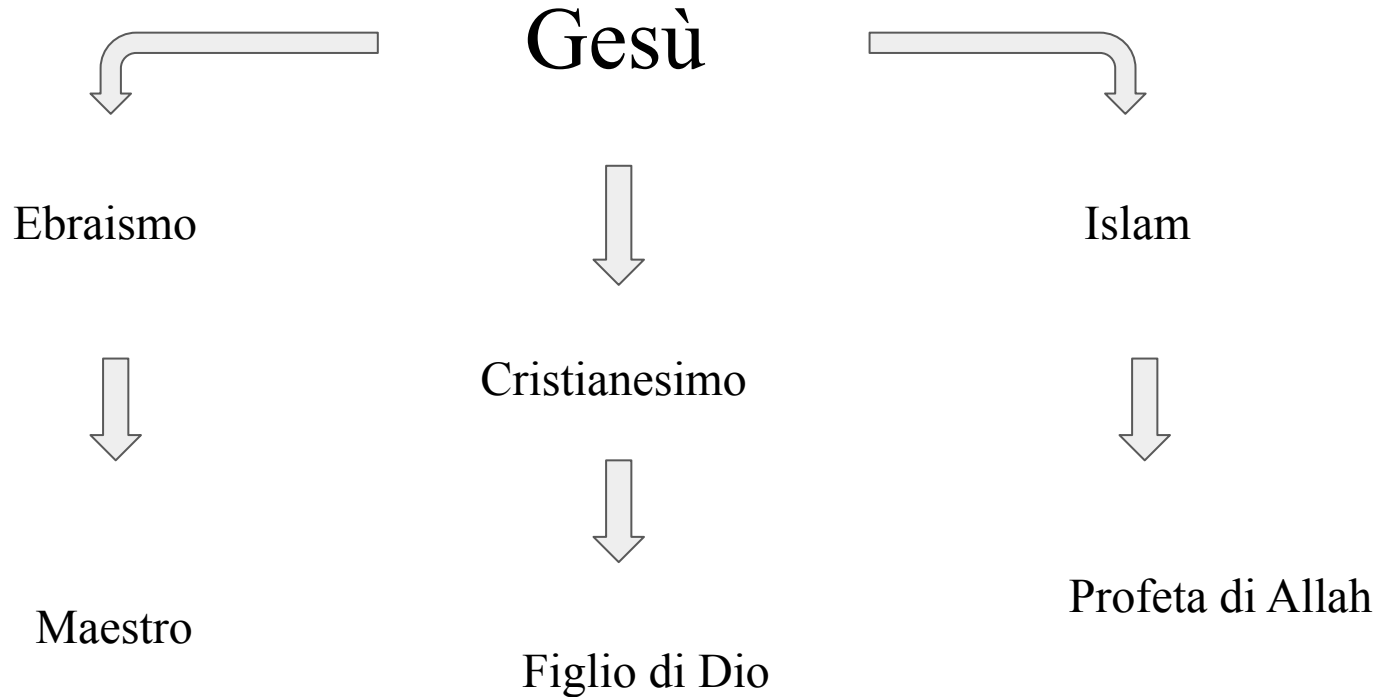 Gesù
Ebraismo
Islam
Cristianesimo
Maestro
Profeta di Allah
Figlio di Dio